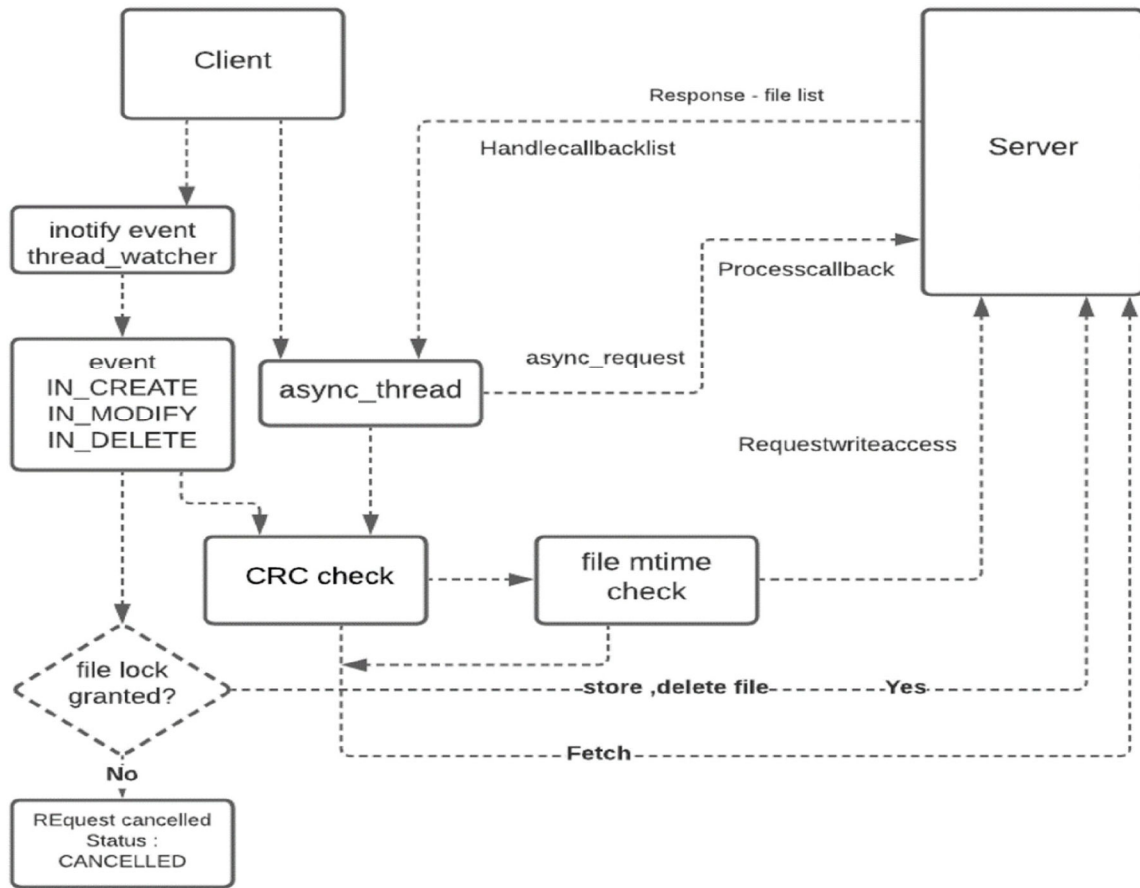 Client
Response - file list
Handlecallbacklist
Server
inotify event
thread_watcher
Processcallback
event
IN_CREATE
IN_MODIFY
IN_DELETE
async_request
async_thread
Requestwriteaccess
CRC check
file mtime
check
file lock
granted?
store ,delete file
Yes
Fetch
No
REquest cancelled
Status :
CANCELLED